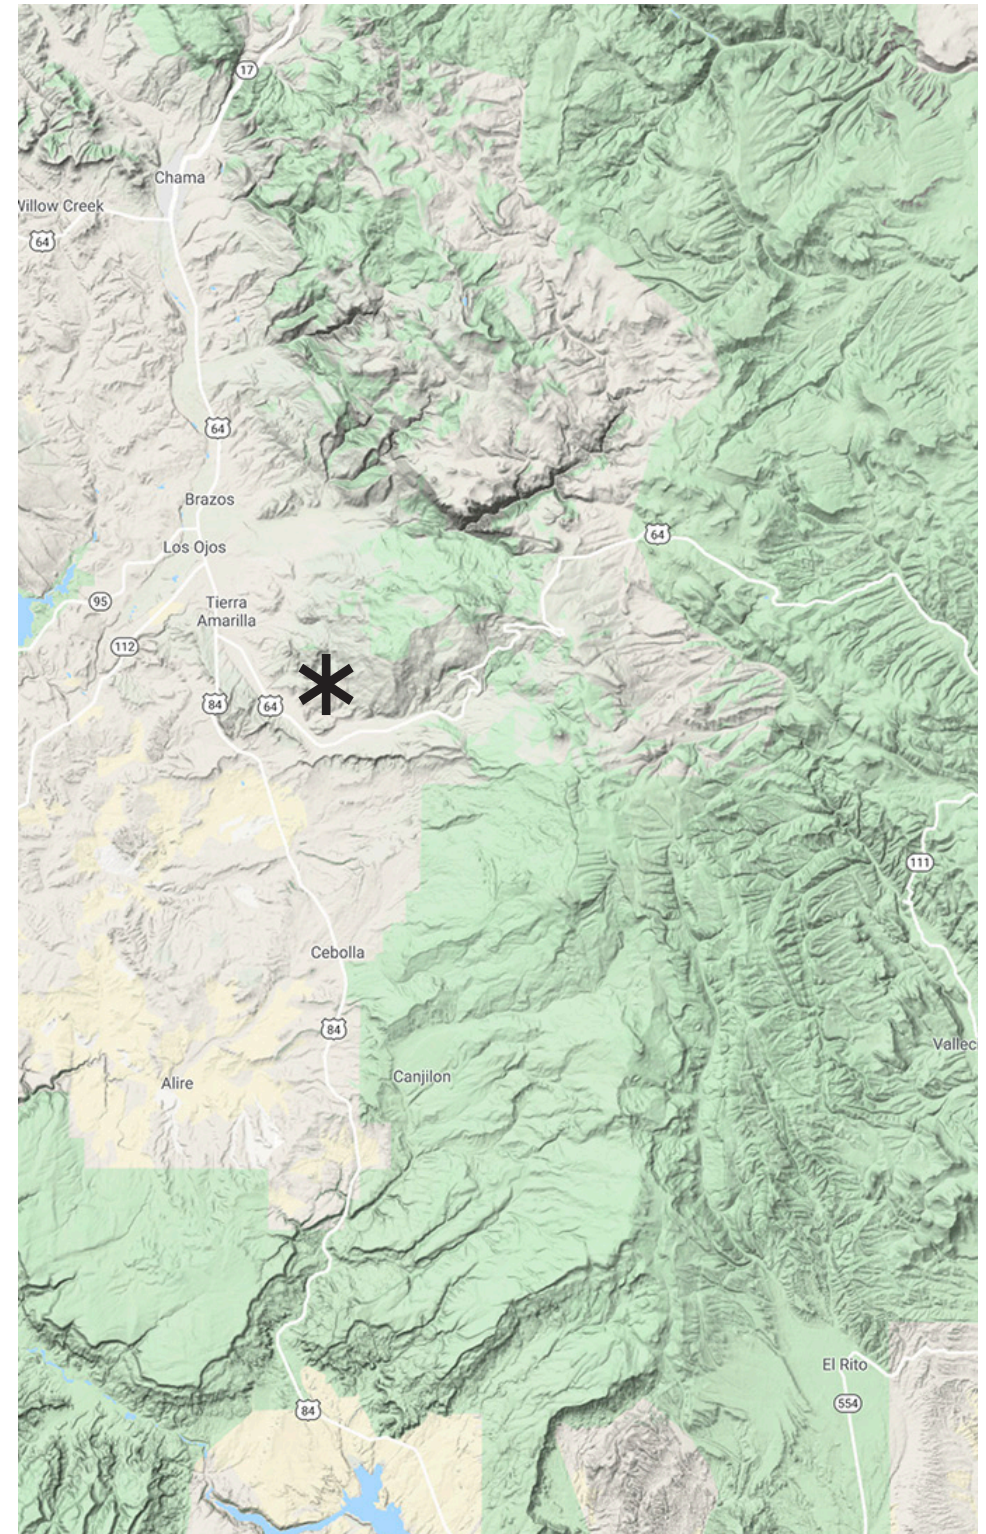 17
Chama
Willow Creek
64
64
Brazos
Los Ojos
64
95
Tierra
Amarilla
112
84
64
111
Cebolla
84
Vallec
Alire
Canjilon
El Rito
554
84